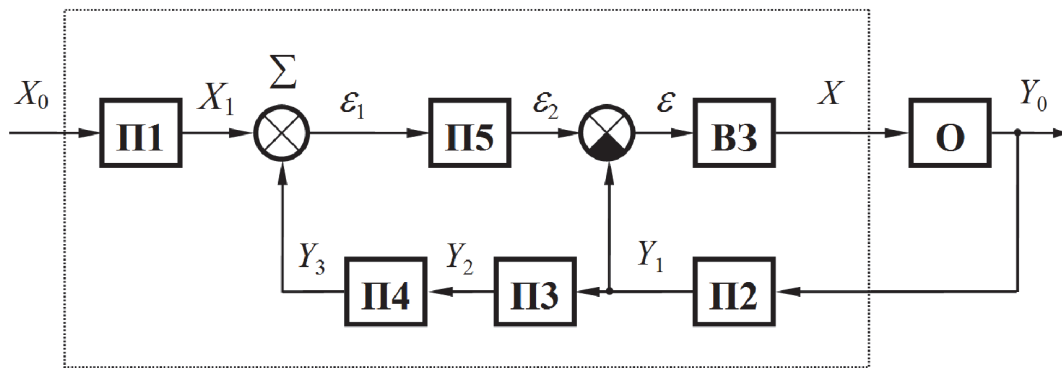 Σ
X₀ X₁ ε₁ ε₂ ε X Y₀
П1 П5 ВЗ О
Y₃ Y₂ Y₁
П4 П3 П2